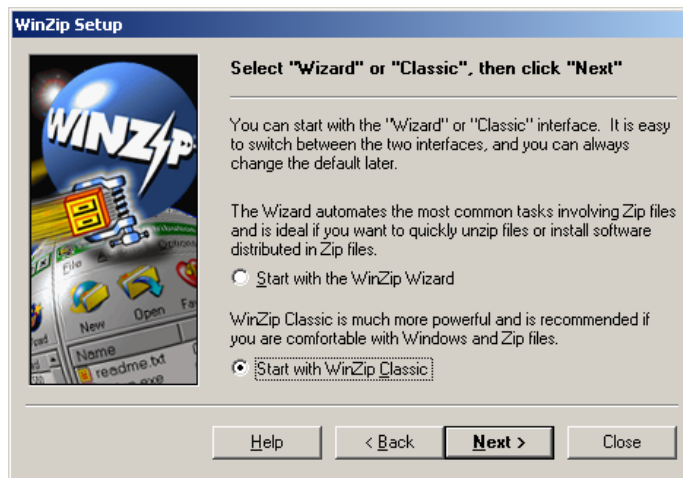 WinZip Setup
Select "Wizard" or "Classic", then click "Next"
WINZIP
You can start with the "Wizard" or "Classic" interface. It is easy
to switch between the two interfaces, and you can always
change the default later.
The Wizard automates the most common tasks involving Zip files
and is ideal if you want to quickly unzip files or install software
distributed in Zip files.
Start with the WinZip Wizard
File
Options
New
Open
Name
readme.txt
WinZip Classic is much more powerful and is recommended if
you are comfortable with Windows and Zip files.
Start with WinZip Classic
Help
< Back
Next >
Close